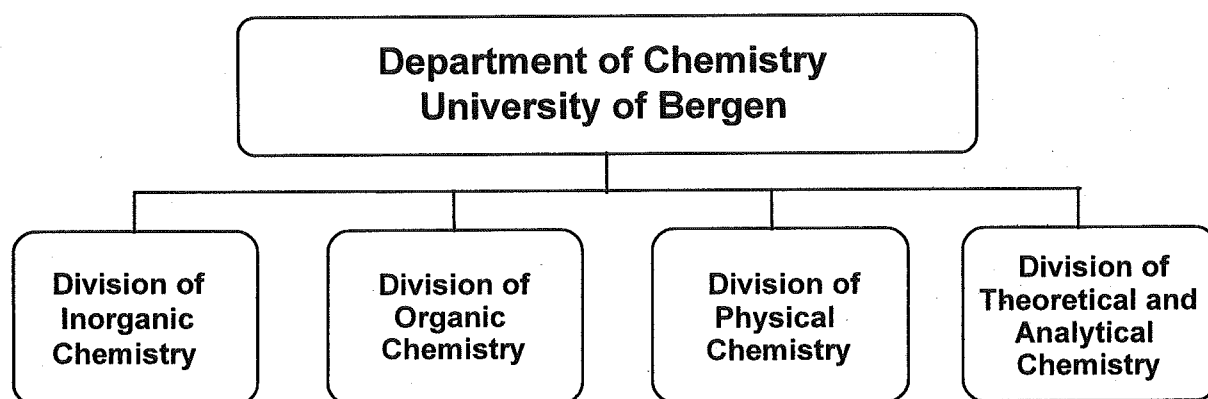 Department of Chemistry
University of Bergen
Division of
Inorganic
Chemistry
Division of
Organic
Chemistry
Division of
Physical
Chemistry
Division of
Theoretical and
Analytical
Chemistry